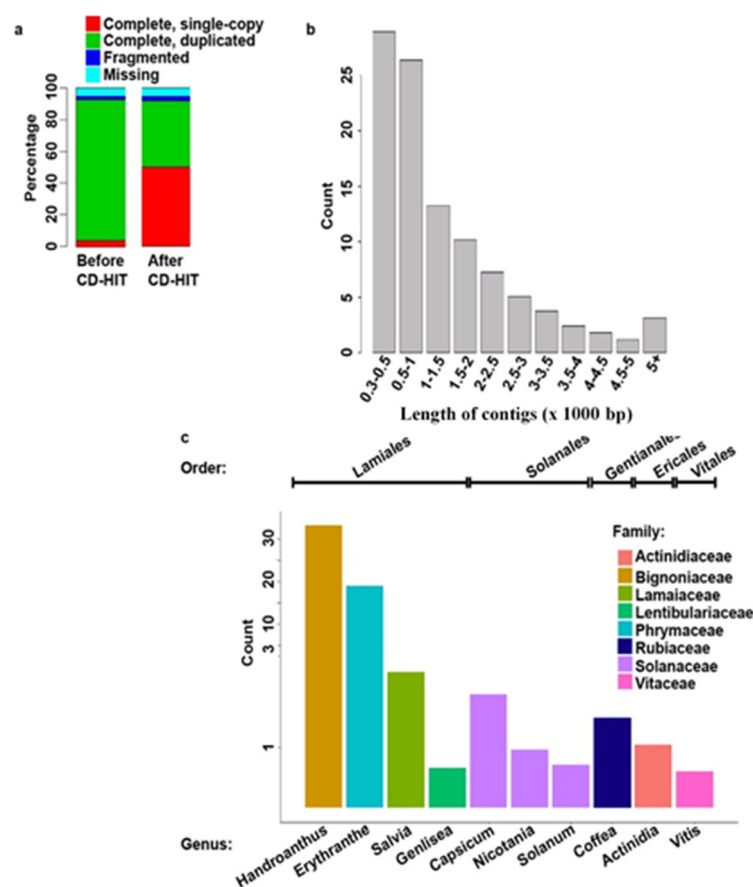 a
Complete, single-copy
Complete, duplicated
Fragmented
Missing
Percentage
100
80
60
40
20
0
Before CD-HIT
After CD-HIT
b
Count
25
20
15
10
5
0
0.3-0.5
0.5-1
1-1.5
1.5-2
2-2.5
2.5-3
3-3.5
3.5-4
4-4.5
4.5-5
5+
Length of contigs (x 1000 bp)
c
Order:
Lamiales
Solanales
Gentianales
Ericales
Vitales
Count
30
20
10
3
1
Family:
Actinidiaceae
Bignoniaceae
Lamaiaceae
Lentibulariaceae
Phrymaceae
Rubiaceae
Solanaceae
Vitaceae
Genus:
Handroanthus
Erythranthe
Salvia
Genlisea
Capsicum
Nicotania
Solanum
Coffea
Actinidia
Vitis